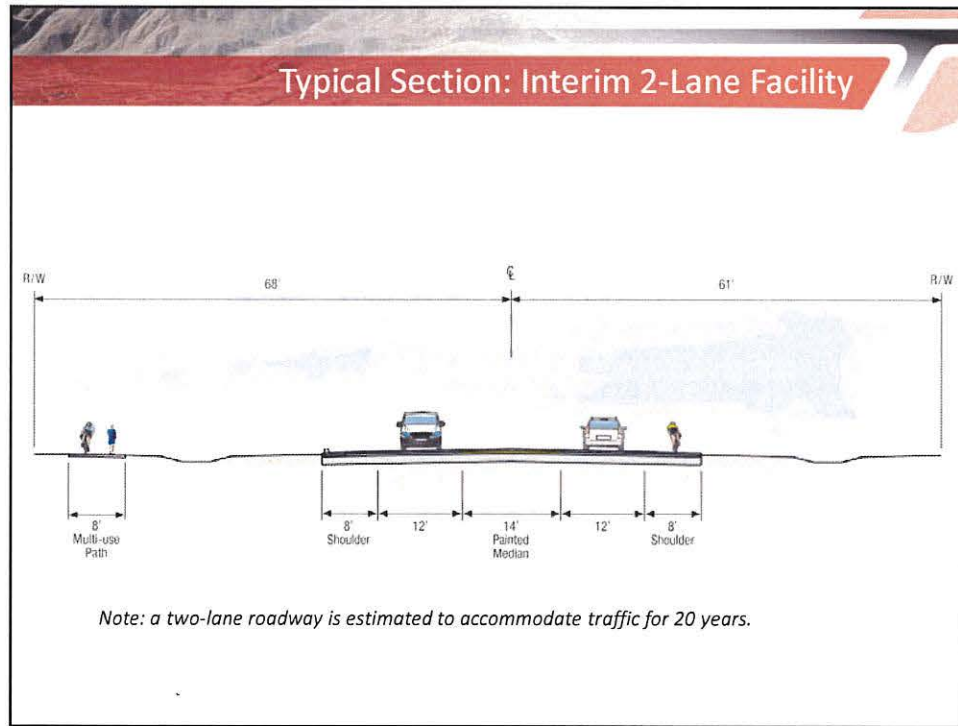 Typical Section: Interim 2-Lane Facility
R/W
68'
℄
61'
R/W
8'
Multi-use
Path
8'
Shoulder
12'
14'
Painted
Median
12'
8'
Shoulder
Note: a two-lane roadway is estimated to accommodate traffic for 20 years.